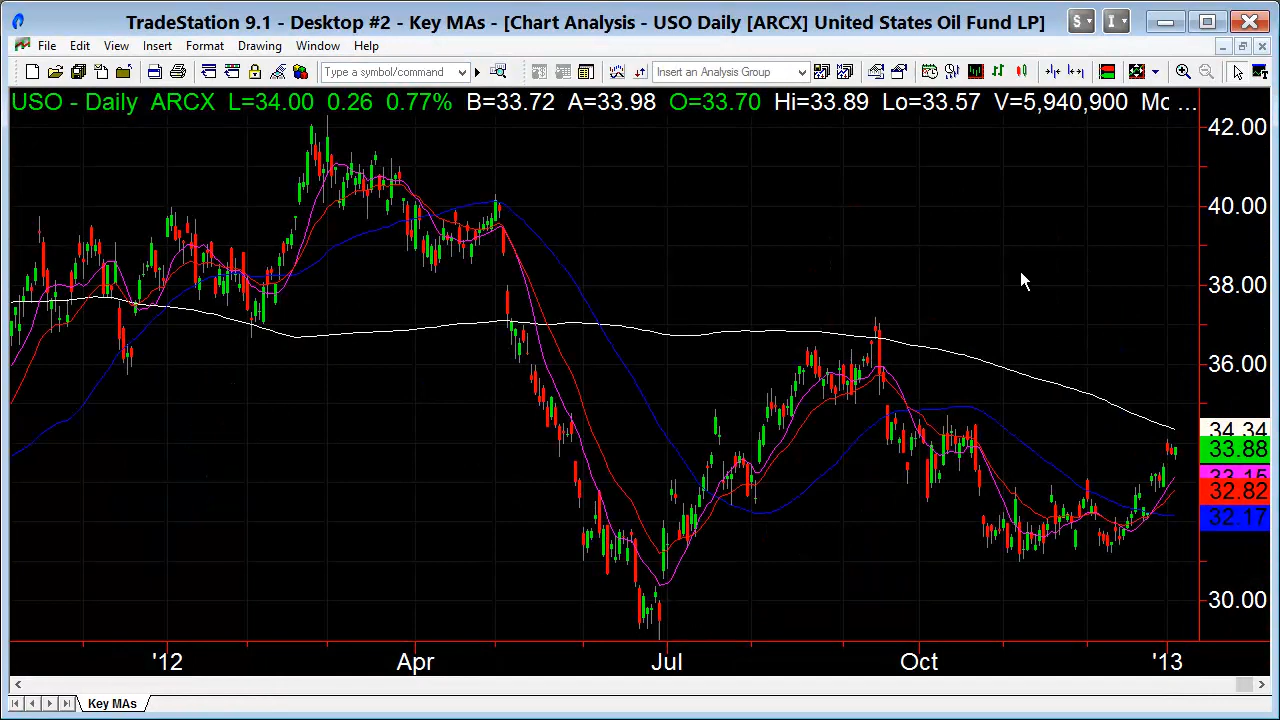 TradeStation 9.1 - Desktop #2 - Key MAs - [Chart Analysis - USO Daily [ARCX] United States Oil Fund LP]
S I
File Edit View Insert Format Drawing Window Help
Type a symbol/command Insert an Analysis Group
USO - Daily ARCX L=34.00 0.26 0.77% B=33.72 A=33.98 O=33.70 Hi=33.89 Lo=33.57 V=5,940,900 Mc ...
42.00
40.00
38.00
36.00
34.34
33.88
33.15
32.82
32.17
30.00
'12 Apr Jul Oct '13
Key MAs